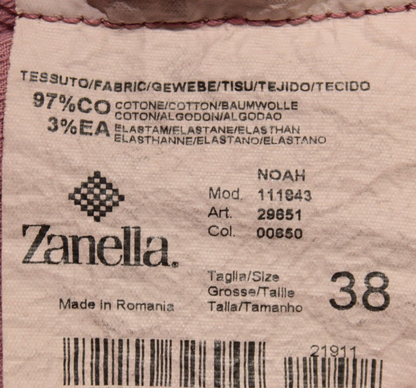 TESSUTO/FABRIC/GEWEBE/TISU/TEJIDO/TECIDO
97%CO COTONE/COTTON/BAUMWOLLE
COTON/ALGODON/ALGODAO
3%EA ELASTAM/ELASTANE/ELASTHAN
ELASTHANNE/ELASTANO/ELASTANO
NOAH
Mod. 111843
Art. 29651
Col. 00650
Zanella.
Taglia/Size
Grosse/Taille
Talla/Tamanho
38
Made in Romania
21911